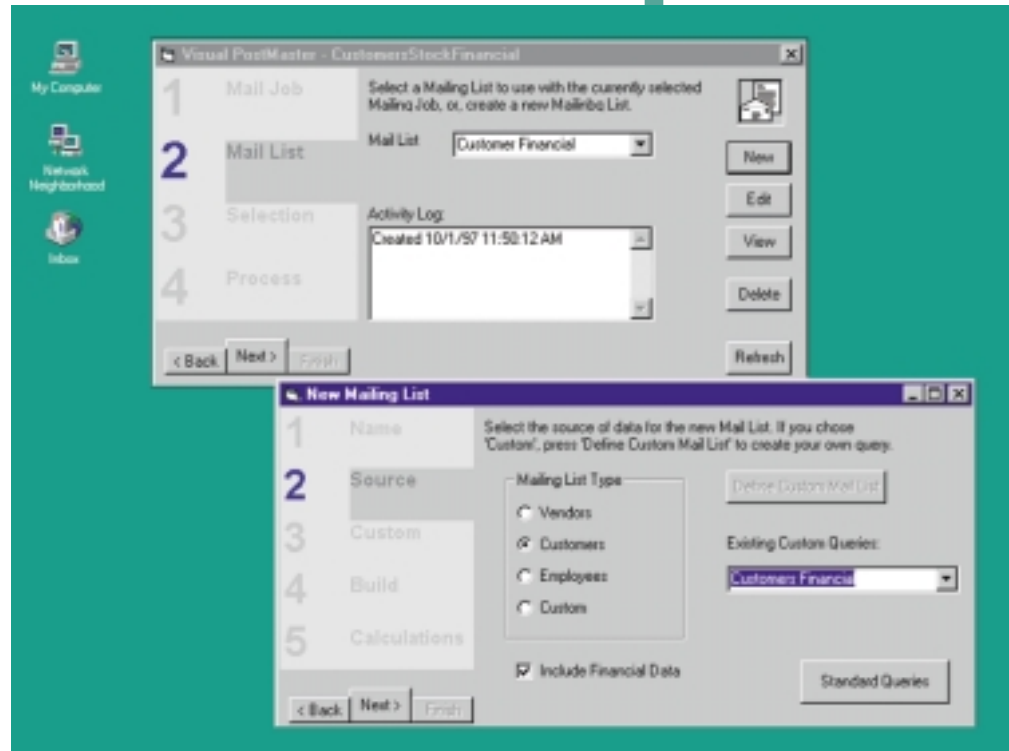 My Computer
Network
Neighborhood
Inbox
Visual PostMaster - CustomersStockFinancial
1 Mail Job
2 Mail List
3 Selection
4 Process
Select a Mailing List to use with the currently selected
Mailing Job, or, create a new Mailinbg List.
Mail List Customer Financial
Activity Log:
Created 10/1/97 11:50:12 AM
New
Edit
View
Delete
Refresh
< Back Next > Finish
New Mailing List
1 Name
2 Source
3 Custom
4 Build
5 Calculations
Select the source of data for the new Mail List. If you chose
'Custom', press 'Define Custom Mail List' to create your own query.
Mailing List Type
Vendors
Customers
Employees
Custom
Include Financial Data
Define Custom Mail List
Existing Custom Queries:
Customers Financial
Standard Queries
< Back Next > Finish